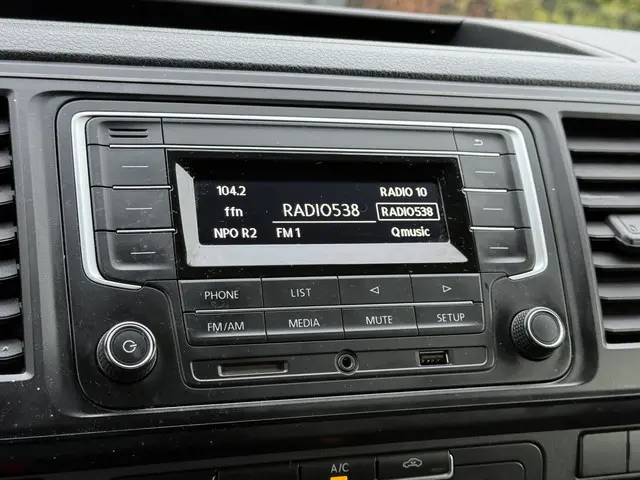 104.2
RADIO 10
ffn
RADIO538
RADIO538
NPO R2
FM 1
Qmusic
PHONE
LIST
FM/AM
MEDIA
MUTE
SETUP
A/C